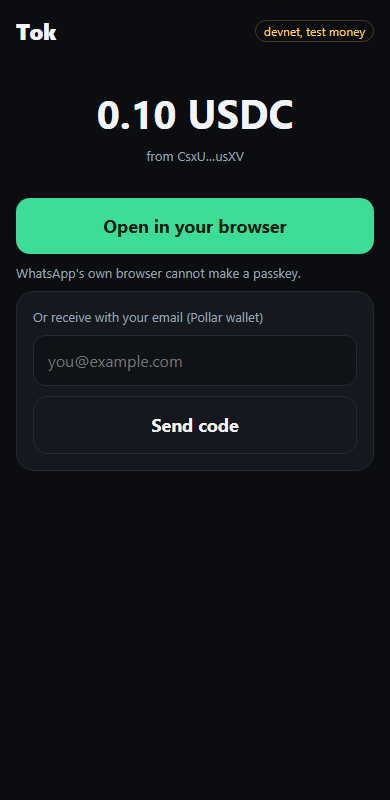 Tok
devnet, test money
0.10 USDC
from CsxU...usXV
Open in your browser
WhatsApp's own browser cannot make a passkey.
Or receive with your email (Pollar wallet)
you@example.com
Send code